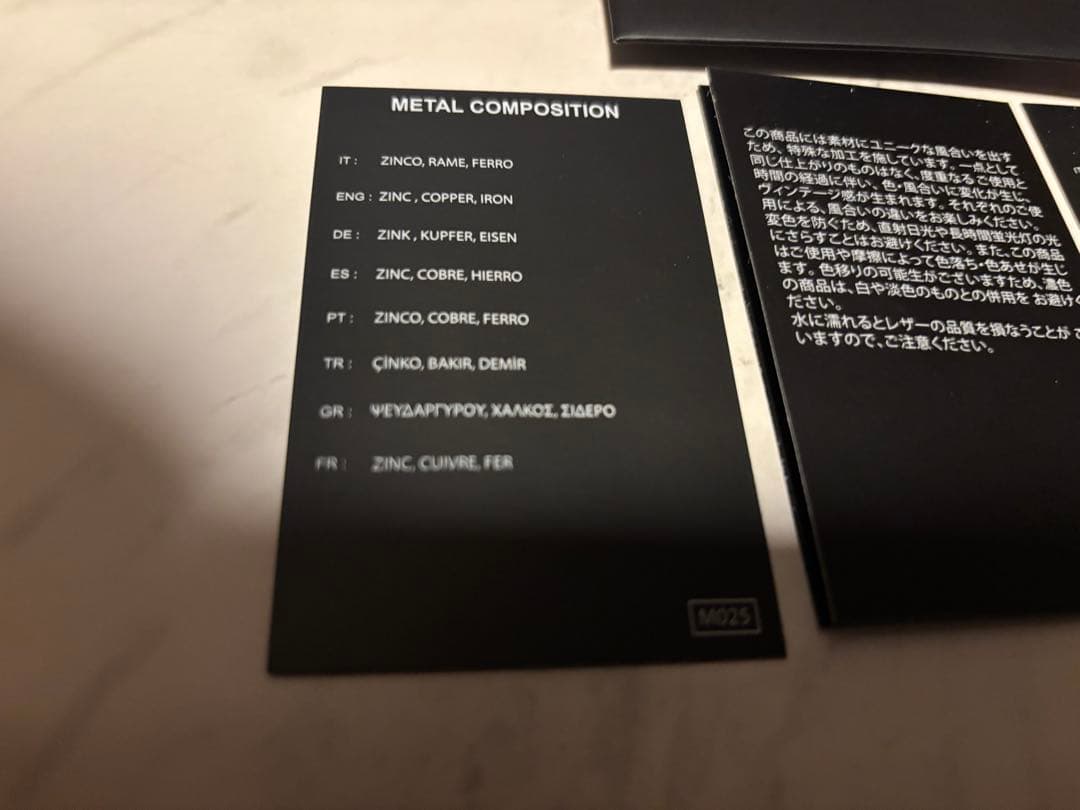 METAL COMPOSITION
IT : ZINCO, RAME, FERRO
ENG : ZINC , COPPER, IRON
DE : ZINK , KUPFER, EISEN
ES : ZINC, COBRE, HIERRO
PT : ZINCO, COBRE, FERRO
TR : ÇİNKO, BAKIR, DEMİR
GR : ΨΕΥΔΑΡΓΥΡΟΥ, ΧΑΛΚΟΣ, ΣΙΔΕΡΟ
FR : ZINC, CUIVRE, FER
M025
この商品には素材にユニークな風合いを出す
ため、特殊な加工を施しています。一点として
同じ仕上がりのものはなく、度重なるご使用と
時間の経過に伴い、色・風合いに変化が生じ、
ヴィンテージ感が生まれます。それぞれのご使
用による、風合いの違いをお楽しみください。
変色を防ぐため、直射日光や長時間蛍光灯の光
にさらすことはお避けください。また、この商品
はご使用や摩擦によって色落ち・色あせが生じ
ます。色移りの可能生がございますため、濃色
の商品は、白や淡色のものとの併用を お避けく
ださい。
水に濡れるとレザーの品質を損なうことが ご
いますので、ご注意ください。